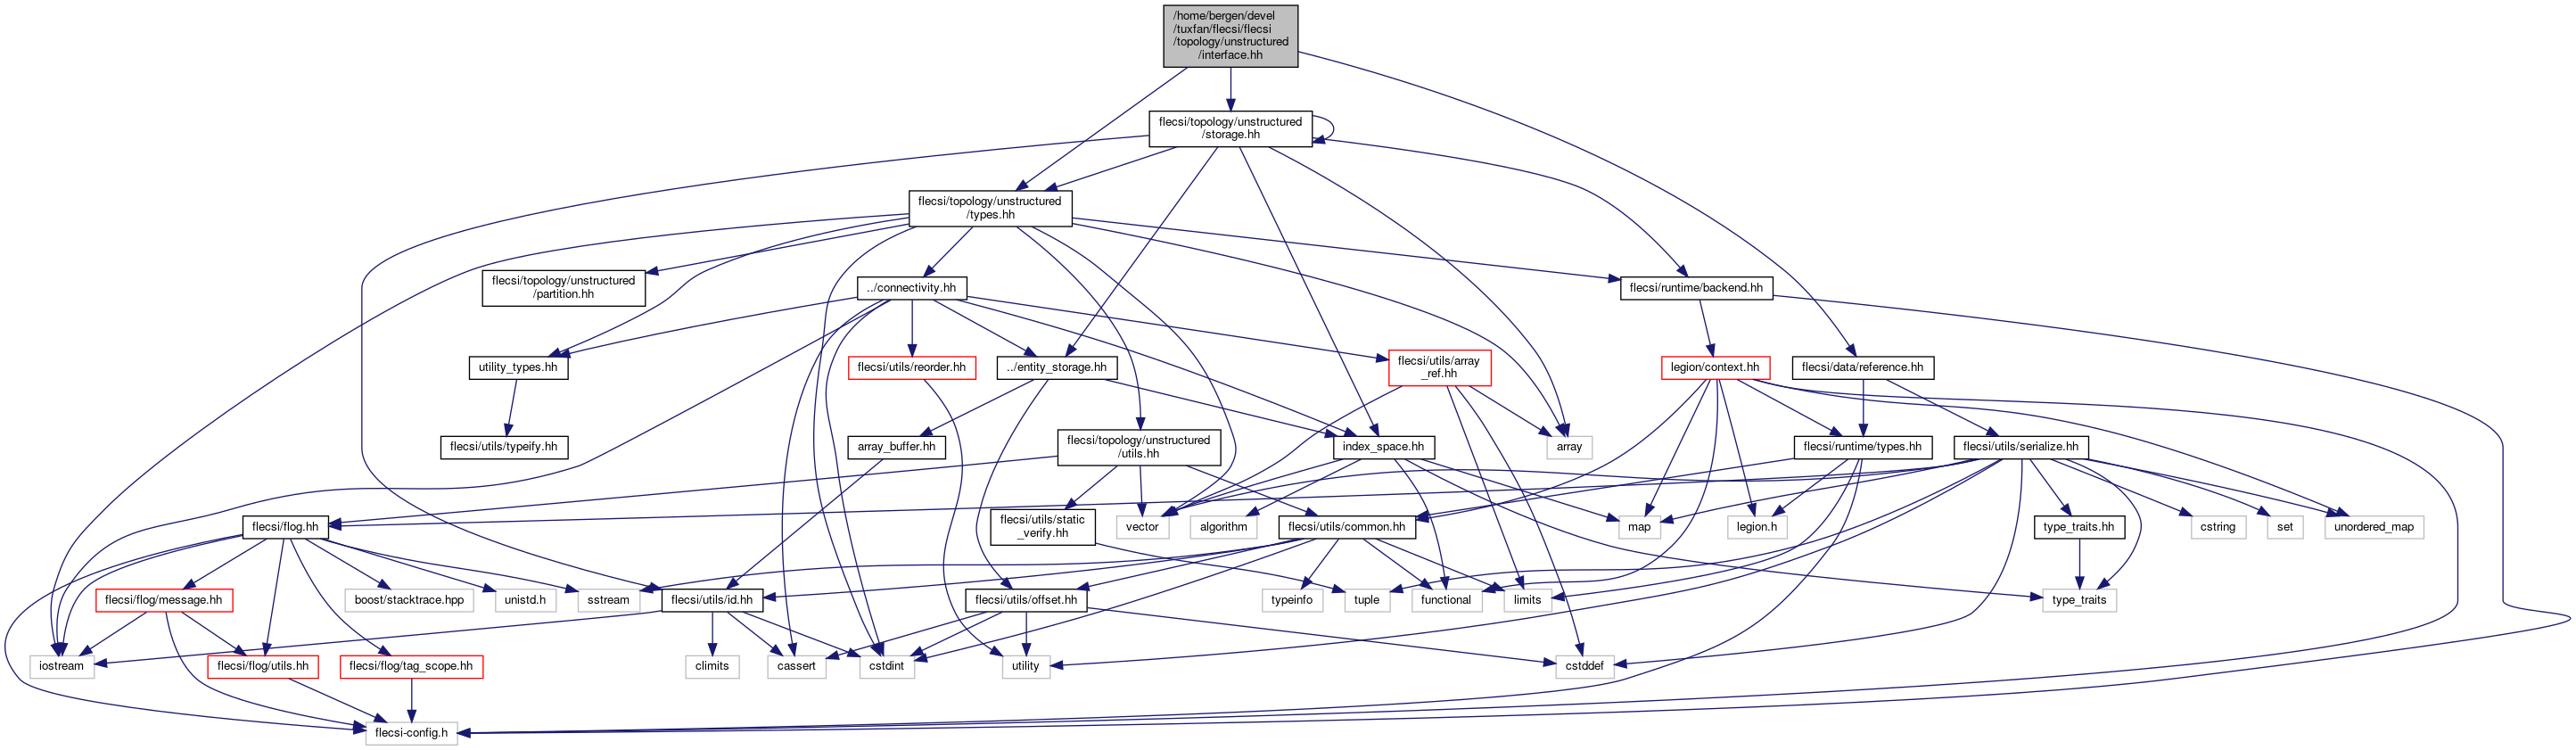 /home/bergen/devel
/tuxfan/flecsi/flecsi
/topology/unstructured
/interface.hh
flecsi/topology/unstructured
/storage.hh
flecsi/topology/unstructured
/types.hh
flecsi/topology/unstructured
/partition.hh
../connectivity.hh
flecsi/runtime/backend.hh
utility_types.hh
flecsi/utils/reorder.hh
../entity_storage.hh
flecsi/utils/array
_ref.hh
legion/context.hh
flecsi/data/reference.hh
flecsi/utils/typeify.hh
array_buffer.hh
flecsi/topology/unstructured
/utils.hh
index_space.hh
array
flecsi/runtime/types.hh
flecsi/utils/serialize.hh
flecsi/flog.hh
flecsi/utils/static
_verify.hh
vector
algorithm
flecsi/utils/common.hh
map
legion.h
type_traits.hh
cstring
set
unordered_map
flecsi/flog/message.hh
boost/stacktrace.hpp
unistd.h
sstream
flecsi/utils/id.hh
flecsi/utils/offset.hh
typeinfo
tuple
functional
limits
type_traits
iostream
flecsi/flog/utils.hh
flecsi/flog/tag_scope.hh
climits
cassert
cstdint
utility
cstddef
flecsi-config.h